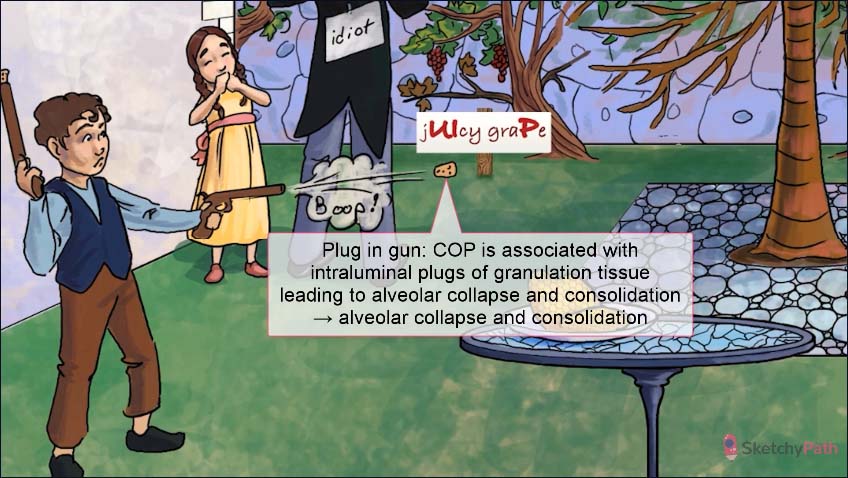 idiot
jUIcy graPe
Boop!
Plug in gun: COP is associated with
intraluminal plugs of granulation tissue
leading to alveolar collapse and consolidation
→ alveolar collapse and consolidation
SketchyPath